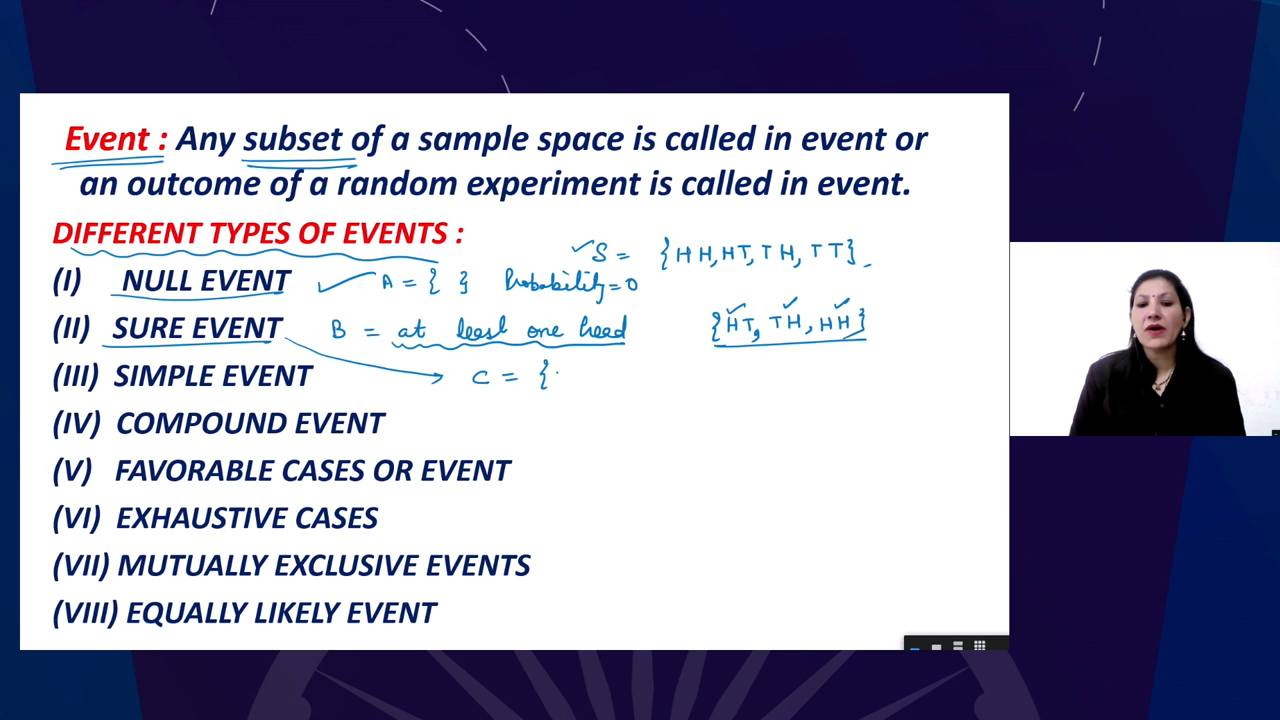 Event : Any subset of a sample space is called in event or
an outcome of a random experiment is called in event.
DIFFERENT TYPES OF EVENTS :
S = {HH, HT, TH, TT}
(I) NULL EVENT A = { } Probability = 0
(II) SURE EVENT B = at least one head {HT, TH, HH}
(III) SIMPLE EVENT C = {
(IV) COMPOUND EVENT
(V) FAVORABLE CASES OR EVENT
(VI) EXHAUSTIVE CASES
(VII) MUTUALLY EXCLUSIVE EVENTS
(VIII) EQUALLY LIKELY EVENT